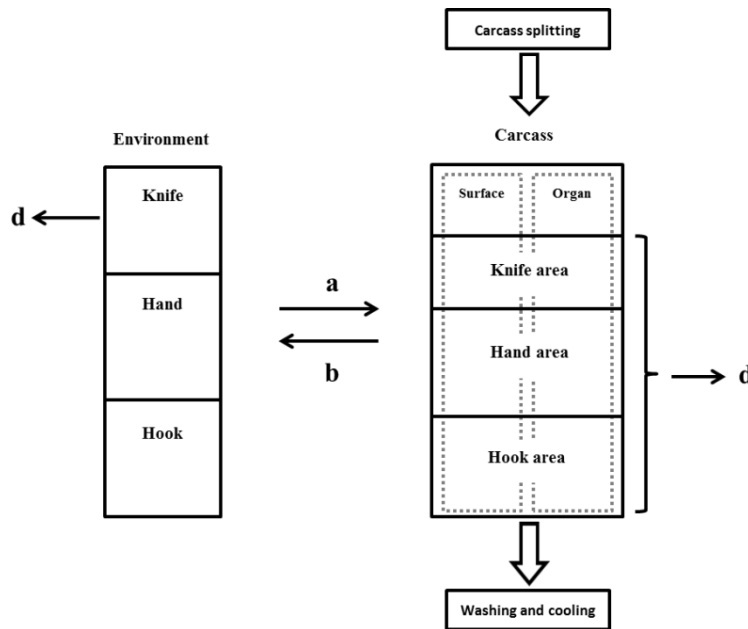 Carcass splitting
Environment
Carcass
Knife
Surface
Organ
d
Knife area
a
Hand
Hand area
b
d
Hook
Hook area
Washing and cooling